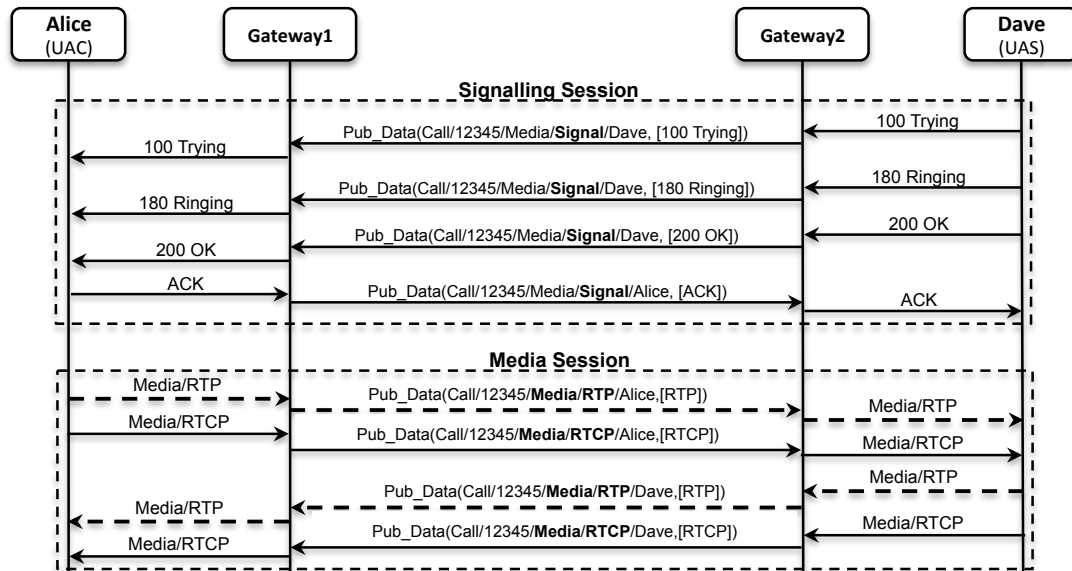 Alice
(UAC)
Gateway1
Gateway2
Dave
(UAS)
Signalling Session
100 Trying
Pub_Data(Call/12345/Media/Signal/Dave, [100 Trying])
100 Trying
180 Ringing
Pub_Data(Call/12345/Media/Signal/Dave, [180 Ringing])
180 Ringing
200 OK
Pub_Data(Call/12345/Media/Signal/Dave, [200 OK])
200 OK
ACK
Pub_Data(Call/12345/Media/Signal/Alice, [ACK])
ACK
Media Session
Media/RTP
Pub_Data(Call/12345/Media/RTP/Alice,[RTP])
Media/RTP
Media/RTCP
Pub_Data(Call/12345/Media/RTCP/Alice,[RTCP])
Media/RTCP
Media/RTP
Pub_Data(Call/12345/Media/RTP/Dave,[RTP])
Media/RTP
Media/RTCP
Pub_Data(Call/12345/Media/RTCP/Dave,[RTCP])
Media/RTCP